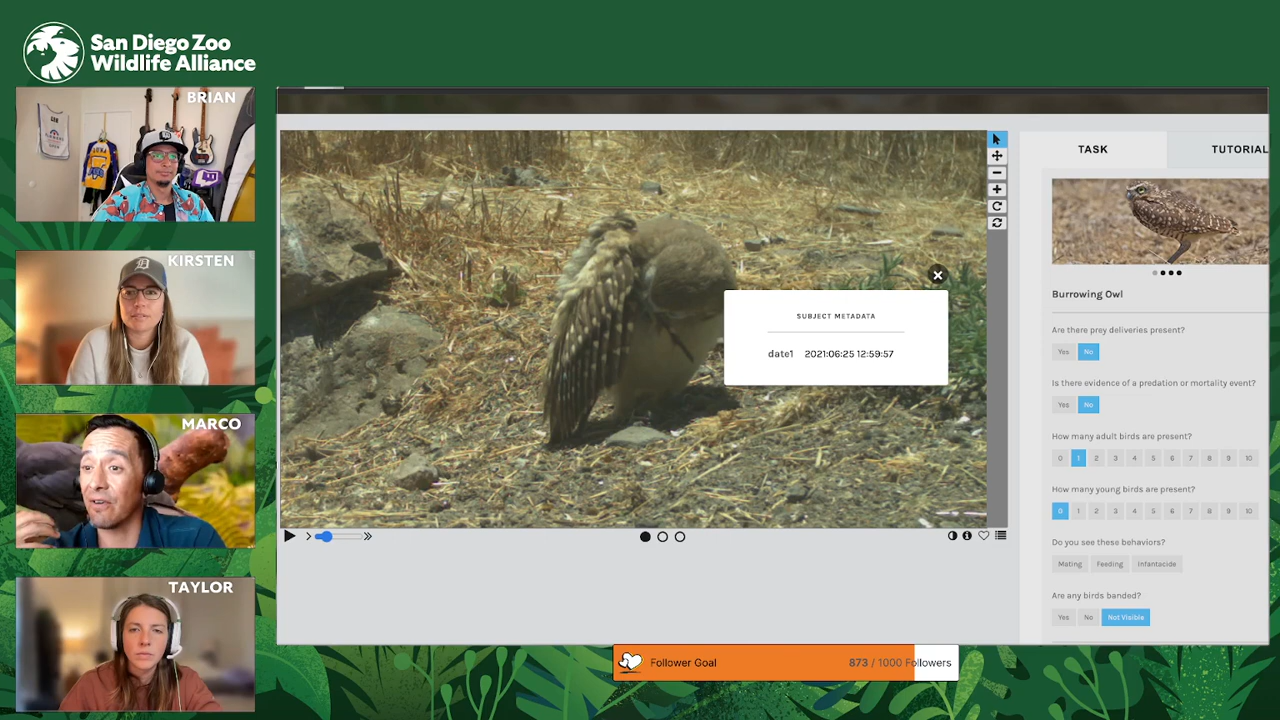 San Diego Zoo
Wildlife Alliance
BRIAN
KIRSTEN
MARCO
TAYLOR
SUBJECT METADATA
date1 2021:06:25 12:59:57
TASK
TUTORIAL
Burrowing Owl
Are there prey deliveries present?
Yes No
Is there evidence of a predation or mortality event?
Yes No
How many adult birds are present?
0 1 2 3 4 5 6 7 8 9 10
How many young birds are present?
0 1 2 3 4 5 6 7 8 9 10
Do you see these behaviors?
Mating Feeding Infantacide
Are any birds banded?
Yes No Not Visible
Follower Goal 873 / 1000 Followers